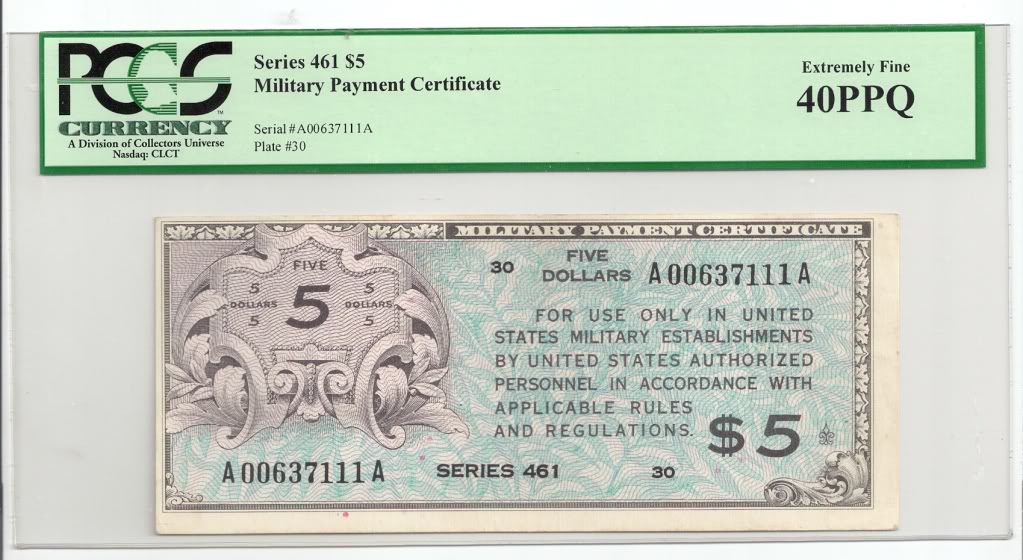 PCGS
TM
CURRENCY
A Division of Collectors Universe
Nasdaq: CLCT
Series 461 $5
Military Payment Certificate
Serial #A00637111A
Plate #30
Extremely Fine
40PPQ
MILITARY PAYMENT CERTIFICATE
FIVE
5 5
DOLLARS 5 DOLLARS
5 5
30
FIVE
DOLLARS
A00637111A
FOR USE ONLY IN UNITED
STATES MILITARY ESTABLISHMENTS
BY UNITED STATES AUTHORIZED
PERSONNEL IN ACCORDANCE WITH
APPLICABLE RULES
AND REGULATIONS.
$5
A00637111A
SERIES 461
30